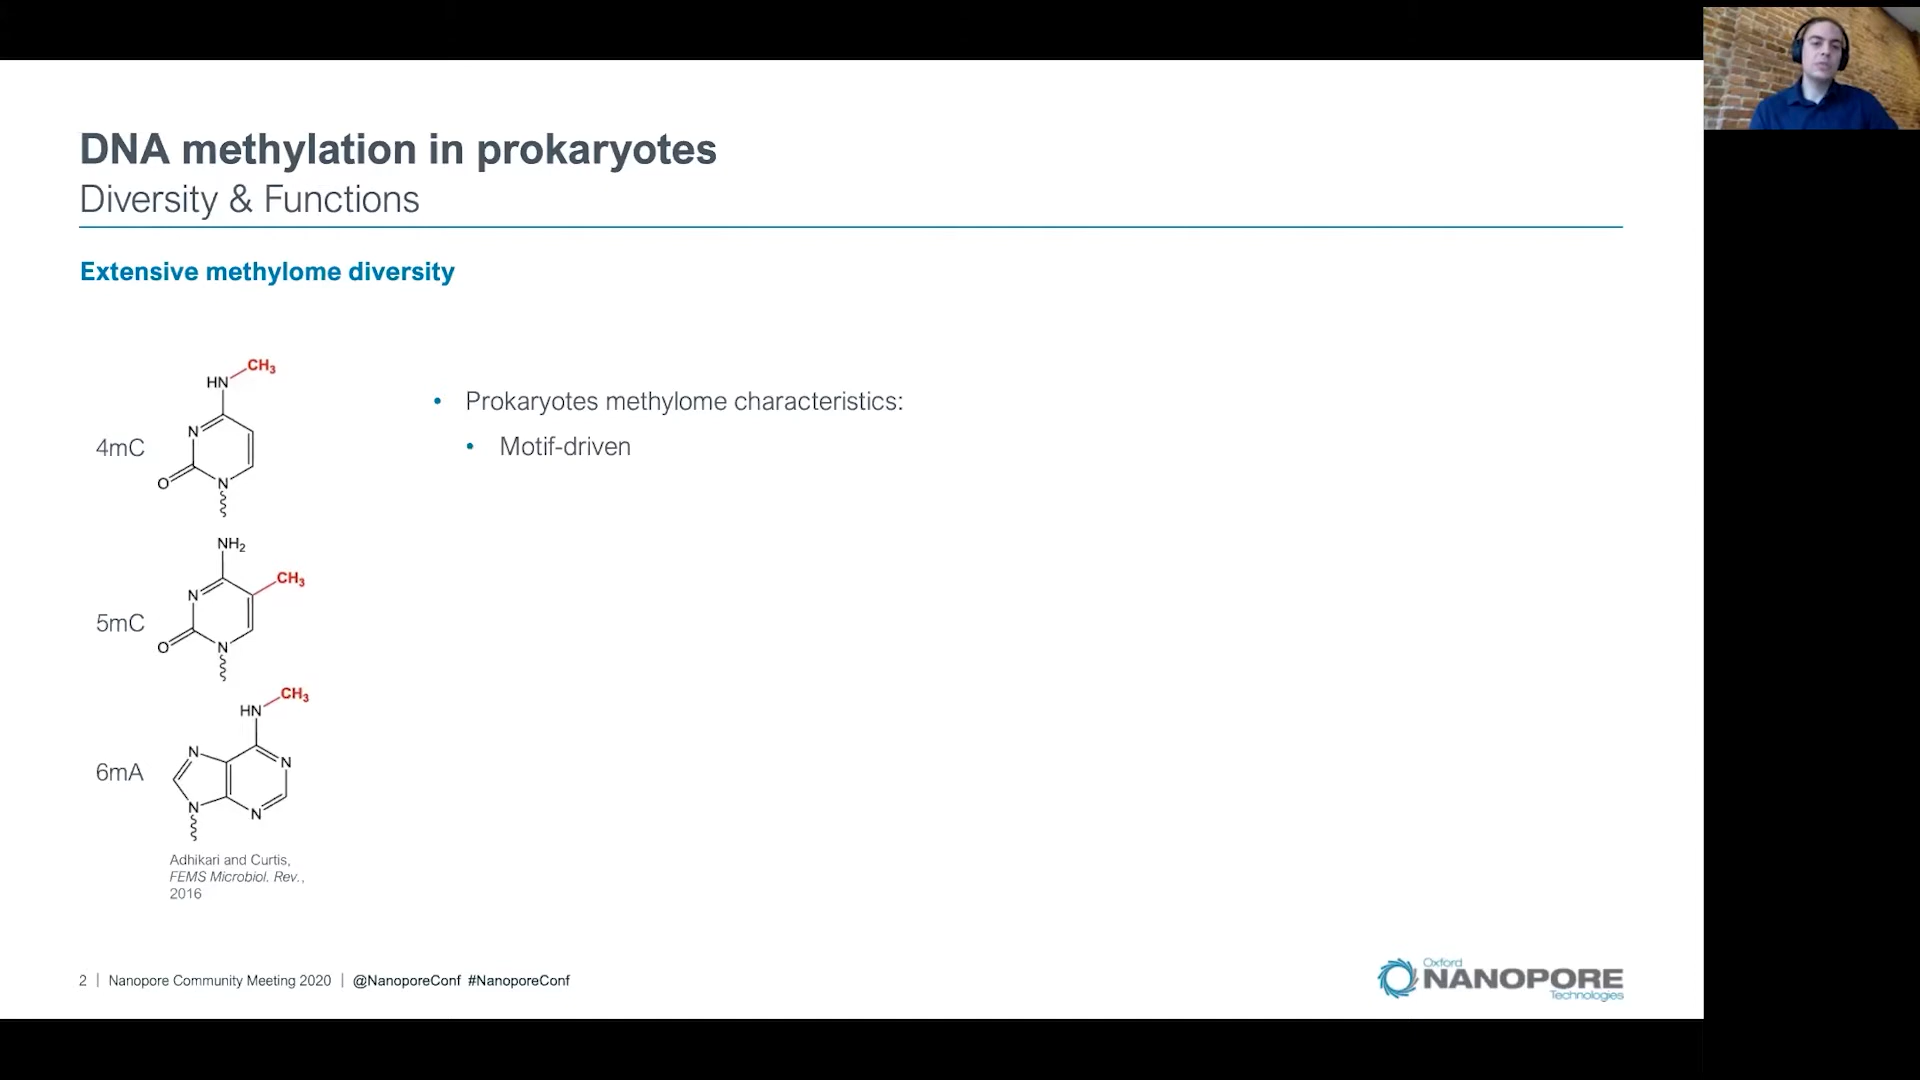 DNA methylation in prokaryotes
Diversity & Functions
Extensive methylome diversity
CH3
HN
N
4mC
O
N
NH2
CH3
N
5mC
O
N
CH3
HN
N
N
6mA
N
N
Adhikari and Curtis,
FEMS Microbiol. Rev.,
2016
• Prokaryotes methylome characteristics:
• Motif-driven
2 | Nanopore Community Meeting 2020 | @NanoporeConf #NanoporeConf
Oxford
NANOPORE
Technologies